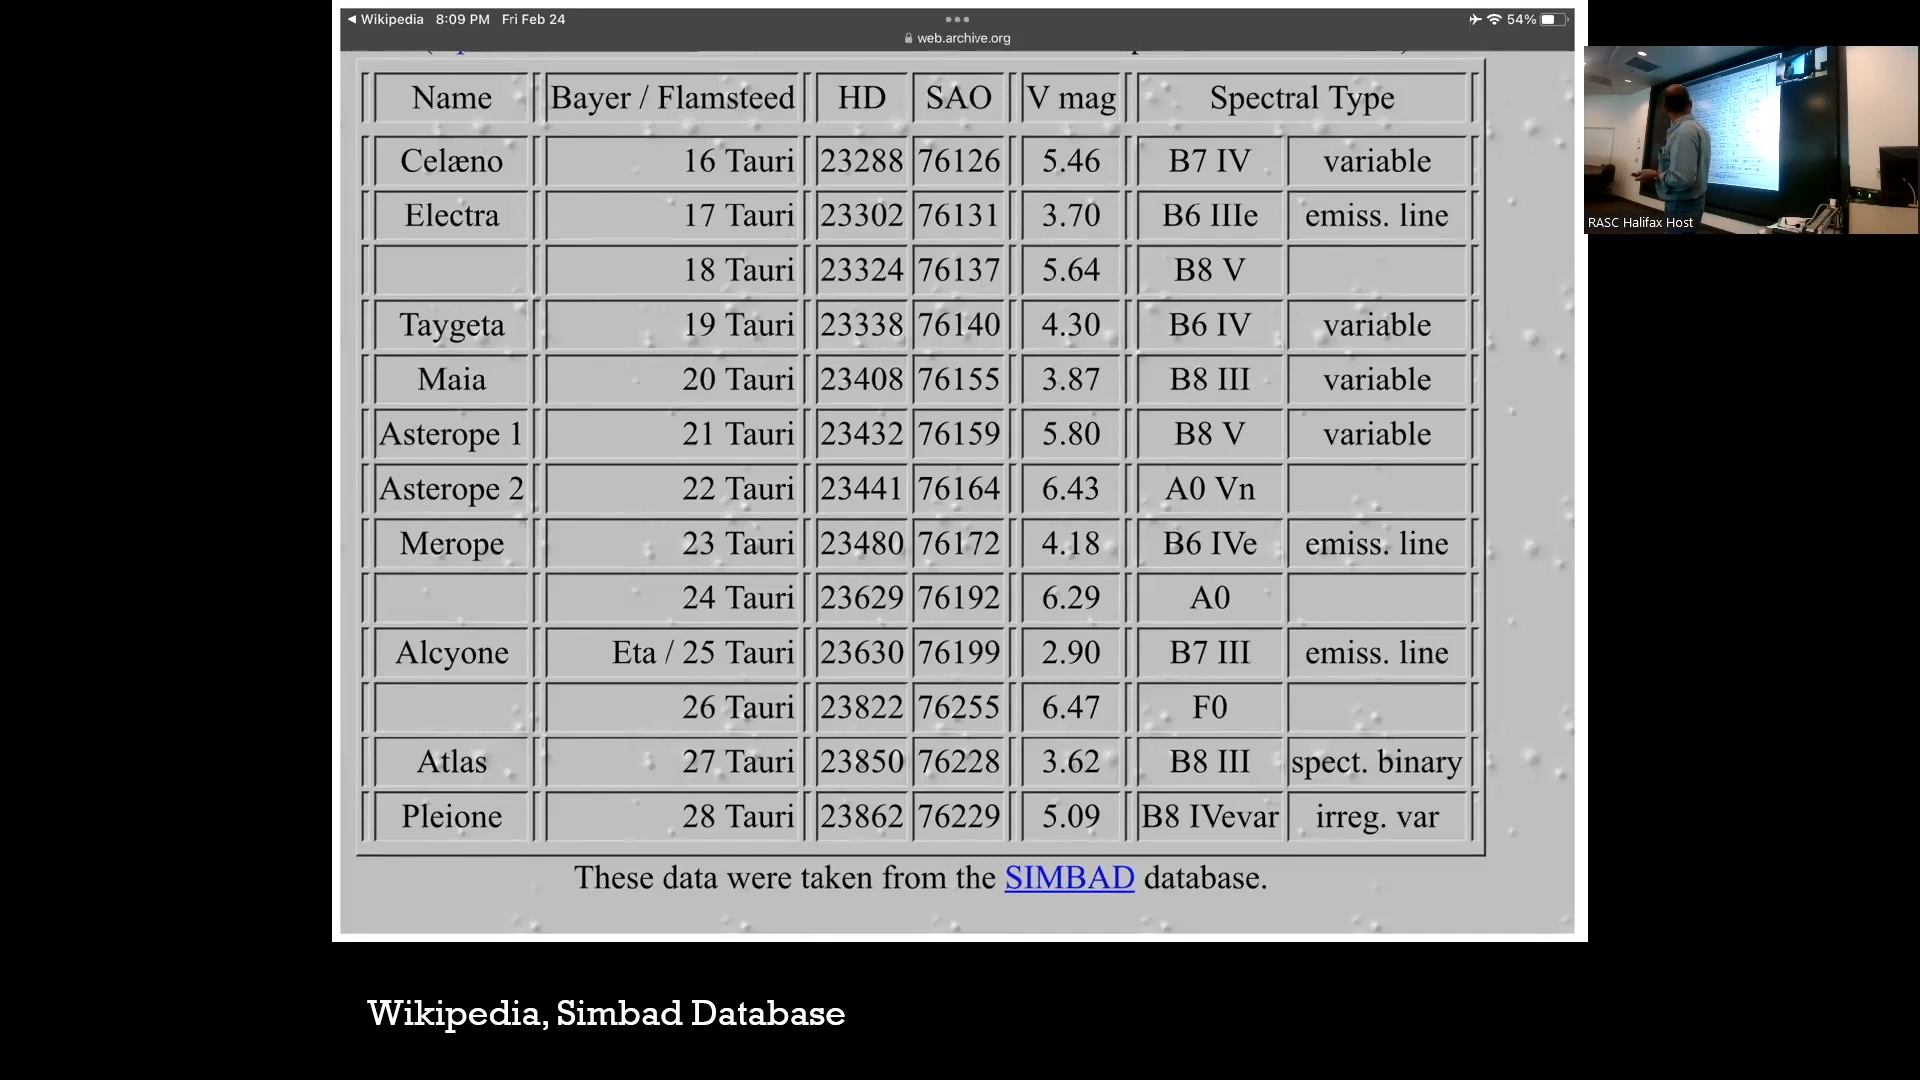 Wikipedia 8:09 PM Fri Feb 24 54%
web.archive.org
Name Bayer / Flamsteed HD SAO V mag Spectral Type
Celæno 16 Tauri 23288 76126 5.46 B7 IV variable
Electra 17 Tauri 23302 76131 3.70 B6 IIIe emiss. line
18 Tauri 23324 76137 5.64 B8 V
Taygeta 19 Tauri 23338 76140 4.30 B6 IV variable
Maia 20 Tauri 23408 76155 3.87 B8 III variable
Asterope 1 21 Tauri 23432 76159 5.80 B8 V variable
Asterope 2 22 Tauri 23441 76164 6.43 A0 Vn
Merope 23 Tauri 23480 76172 4.18 B6 IVe emiss. line
24 Tauri 23629 76192 6.29 A0
Alcyone Eta / 25 Tauri 23630 76199 2.90 B7 III emiss. line
26 Tauri 23822 76255 6.47 F0
Atlas 27 Tauri 23850 76228 3.62 B8 III spect. binary
Pleione 28 Tauri 23862 76229 5.09 B8 IVevar irreg. var
These data were taken from the SIMBAD database.
Wikipedia, Simbad Database
RASC Halifax Host